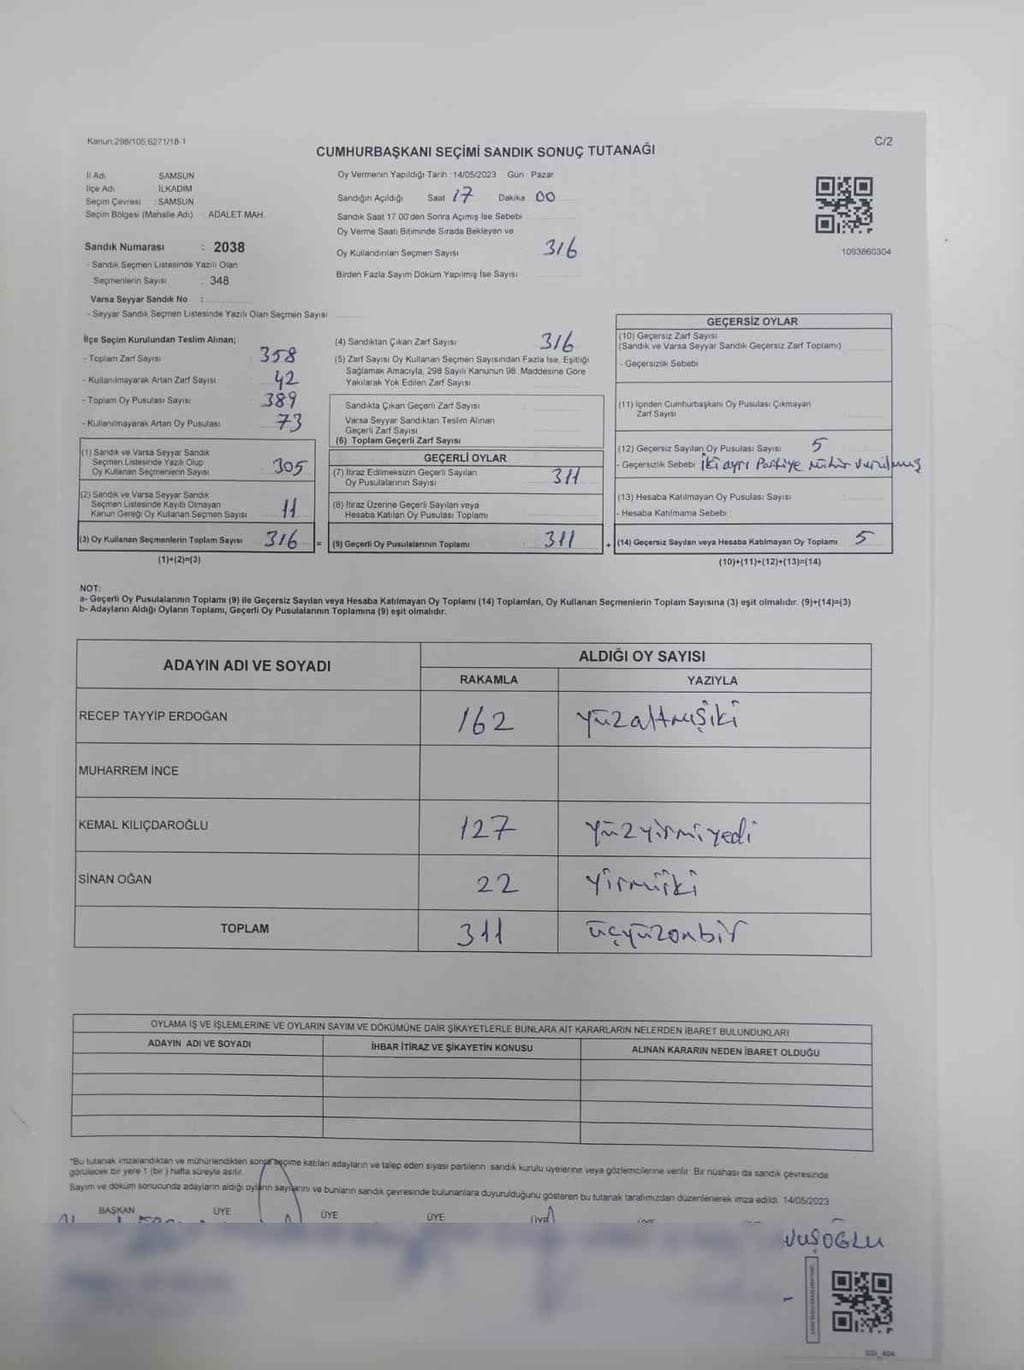 Kanun:298/105,6271/18-1
C/2
CUMHURBAŞKANI SEÇİMİ SANDIK SONUÇ TUTANAĞI
İl Adı SAMSUN
İlçe Adı İLKADIM
Seçim Çevresi : SAMSUN
Seçim Bölgesi (Mahalle Adı) : ADALET MAH.
Sandık Numarası : 2038
- Sandık Seçmen Listesinde Yazılı Olan
Seçmenlerin Sayısı : 348
Varsa Seyyar Sandık No :
- Seyyar Sandık Seçmen Listesinde Yazılı Olan Seçmen Sayısı
Oy Vermenin Yapıldığı Tarih :14/05/2023 Gün : Pazar
Sandığın Açıldığı Saat 17 Dakika 00
Sandık Saat 17.00'den Sonra Açılmış İse Sebebi
Oy Verme Saati Bitiminde Sırada Bekleyen ve
Oy Kullandırılan Seçmen Sayısı 316
Birden Fazla Sayım Döküm Yapılmış İse Sayısı
1093860304
İlçe Seçim Kurulundan Teslim Alınan;
- Toplam Zarf Sayısı 358
- Kullanılmayarak Artan Zarf Sayısı 42
- Toplam Oy Pusulası Sayısı 389
- Kullanılmayarak Artan Oy Pusulası 73
(1) Sandık ve Varsa Seyyar Sandık
Seçmen Listesinde Yazılı Olup
Oy Kullanan Seçmenlerin Sayısı 305
(2) Sandık ve Varsa Seyyar Sandık
Seçmen Listesinde Kayıtlı Olmayan
Kanun Gereği Oy Kullanan Seçmen Sayısı 11
(3) Oy Kullanan Seçmenlerin Toplam Sayısı 316 =
(1)+(2)=(3)
(4) Sandıktan Çıkan Zarf Sayısı 316
(5) Zarf Sayısı Oy Kullanan Seçmen Sayısından Fazla İse, Eşitliği
Sağlamak Amacıyla, 298 Sayılı Kanunun 98. Maddesine Göre
Yakılarak Yok Edilen Zarf Sayısı
Sandıkta Çıkan Geçerli Zarf Sayısı
Varsa Seyyar Sandıktan Teslim Alınan
Geçerli Zarf Sayısı
(6) Toplam Geçerli Zarf Sayısı
GEÇERLİ OYLAR
(7) İtiraz Edilmeksizin Geçerli Sayılan
Oy Pusulalarının Sayısı 311
(8) İtiraz Üzerine Geçerli Sayılan veya
Hesaba Katılan Oy Pusulası Toplamı
(9) Geçerli Oy Pusulalarının Toplamı 311 +
GEÇERSİZ OYLAR
(10) Geçersiz Zarf Sayısı
(Sandık ve Varsa Seyyar Sandık Geçersiz Zarf Toplamı)
- Geçersizlik Sebebi
(11) İçinden Cumhurbaşkanı Oy Pusulası Çıkmayan
Zarf Sayısı
(12) Geçersiz Sayılan Oy Pusulası Sayısı 5
- Geçersizlik Sebebi iki ayrı Partiye mühür vurulmuş
(13) Hesaba Katılmayan Oy Pusulası Sayısı
- Hesaba Katılmama Sebebi
(14) Geçersiz Sayılan veya Hesaba Katılmayan Oy Toplamı 5
(10)+(11)+(12)+(13)=(14)
NOT:
a- Geçerli Oy Pusulalarının Toplamı (9) ile Geçersiz Sayılan veya Hesaba Katılmayan Oy Toplamı (14) Toplamları, Oy Kullanan Seçmenlerin Toplam Sayısına (3) eşit olmalıdır. (9)+(14)=(3)
b- Adayların Aldığı Oyların Toplamı, Geçerli Oy Pusulalarının Toplamına (9) eşit olmalıdır.
ADAYIN ADI VE SOYADI ALDIĞI OY SAYISI
RAKAMLA YAZIYLA
RECEP TAYYİP ERDOĞAN 162 yüzaltmışiki
MUHARREM İNCE
KEMAL KILIÇDAROĞLU 127 yüzyirmiyedi
SİNAN OĞAN 22 yirmiiki
TOPLAM 311 üçyüzonbir
OYLAMA İŞ VE İŞLEMLERİNE VE OYLARIN SAYIM VE DÖKÜMÜNE DAİR ŞİKAYETLERLE BUNLARA AİT KARARLARIN NELERDEN İBARET BULUNDUKLARI
ADAYIN ADI VE SOYADI İHBAR İTİRAZ VE ŞİKAYETİN KONUSU ALINAN KARARIN NEDEN İBARET OLDUĞU
*Bu tutanak imzalandıktan ve mühürlendikten sonra seçime katılan adayların ve talep eden siyasi partilerin sandık kurulu üyelerine veya gözlemcilerine verilir. Bir nüshası da sandık çevresinde
görülecek bir yere 1 (bir) hafta süreyle asılır.
Sayım ve döküm sonucunda adayların aldığı oyların sayılarını ve bunların sandık çevresinde bulunanlara duyurulduğunu gösteren bu tutanak tarafımızdan düzenlenerek imza edildi. 14/05/2023
BAŞKAN ÜYE ÜYE ÜYE ÜYE